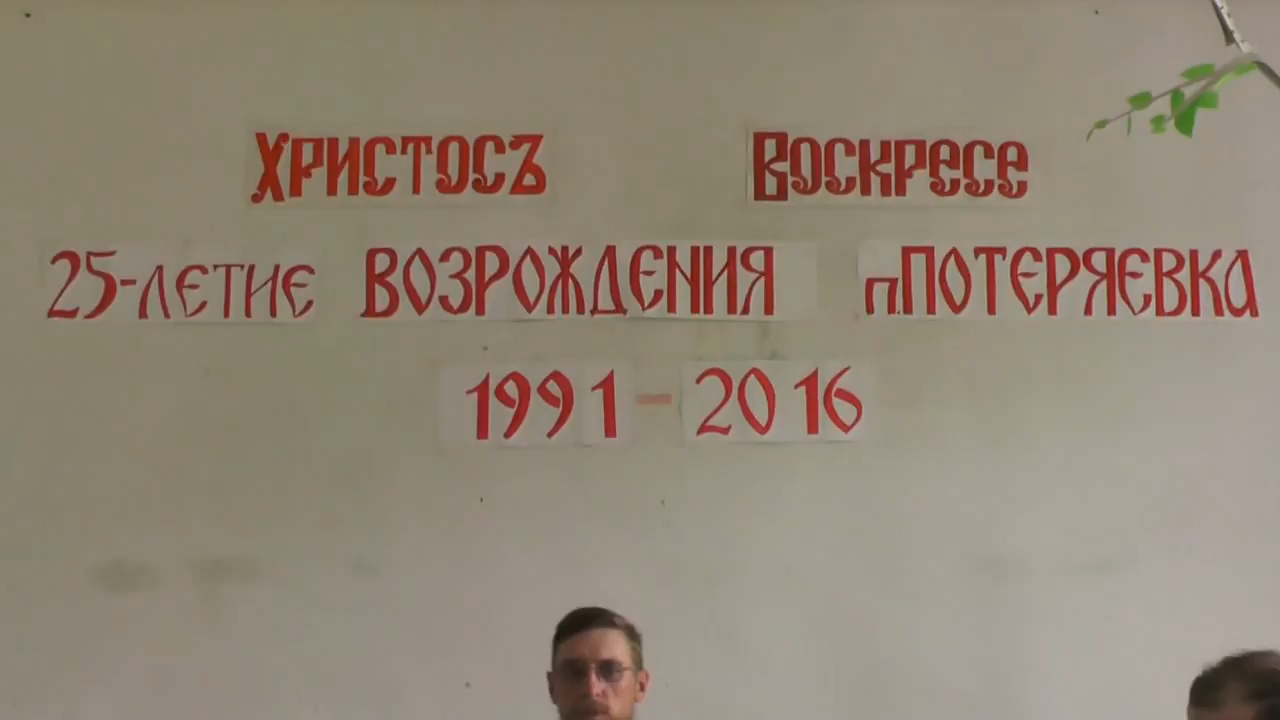 Христосъ Воскресе
25-ЛЕТИЕ ВОЗРОЖДЕНИЯ п.ПОТЕРЯЕВКА
1991-2016